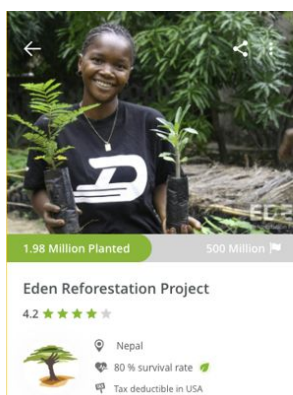 1.98 Million Planted 500 Million
Eden Reforestation Project
4.2
Nepal
80 % survival rate
Tax deductible in USA